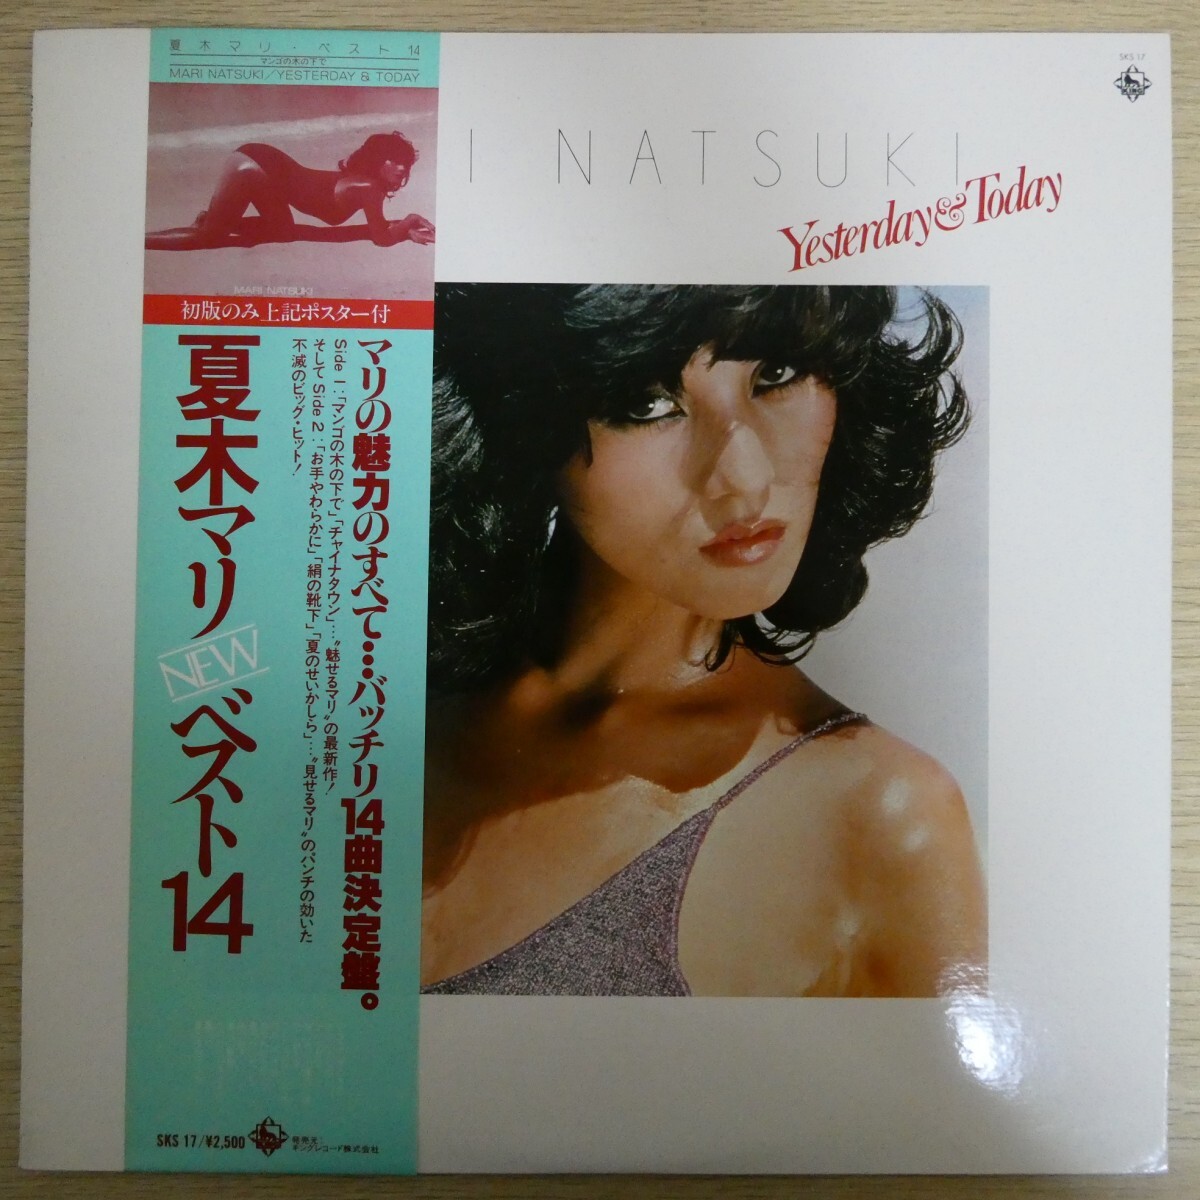 夏木マリ・ベスト14
マンゴの木の下で
MARI NATSUKI／YESTERDAY & TODAY
MARI NATSUKI
初版のみ上記ポスター付
マリの魅力のすべて…バッチリ14曲決定盤。
Side 1:「マンゴの木の下で」「チャイナタウン」…〝魅せるマリ〟の最新作！
そしてSide 2:「お手やわらかに」「絹の靴下」「夏のせいかしら」…〝見せるマリ〟のパンチの効いた
不滅のビッグ・ヒット！
夏木マリ NEW ベスト14
SKS 17/¥2,500
KING
発売元：
キングレコード株式会社
SKS 17
KING
I NATSUKI
Yesterday & Today